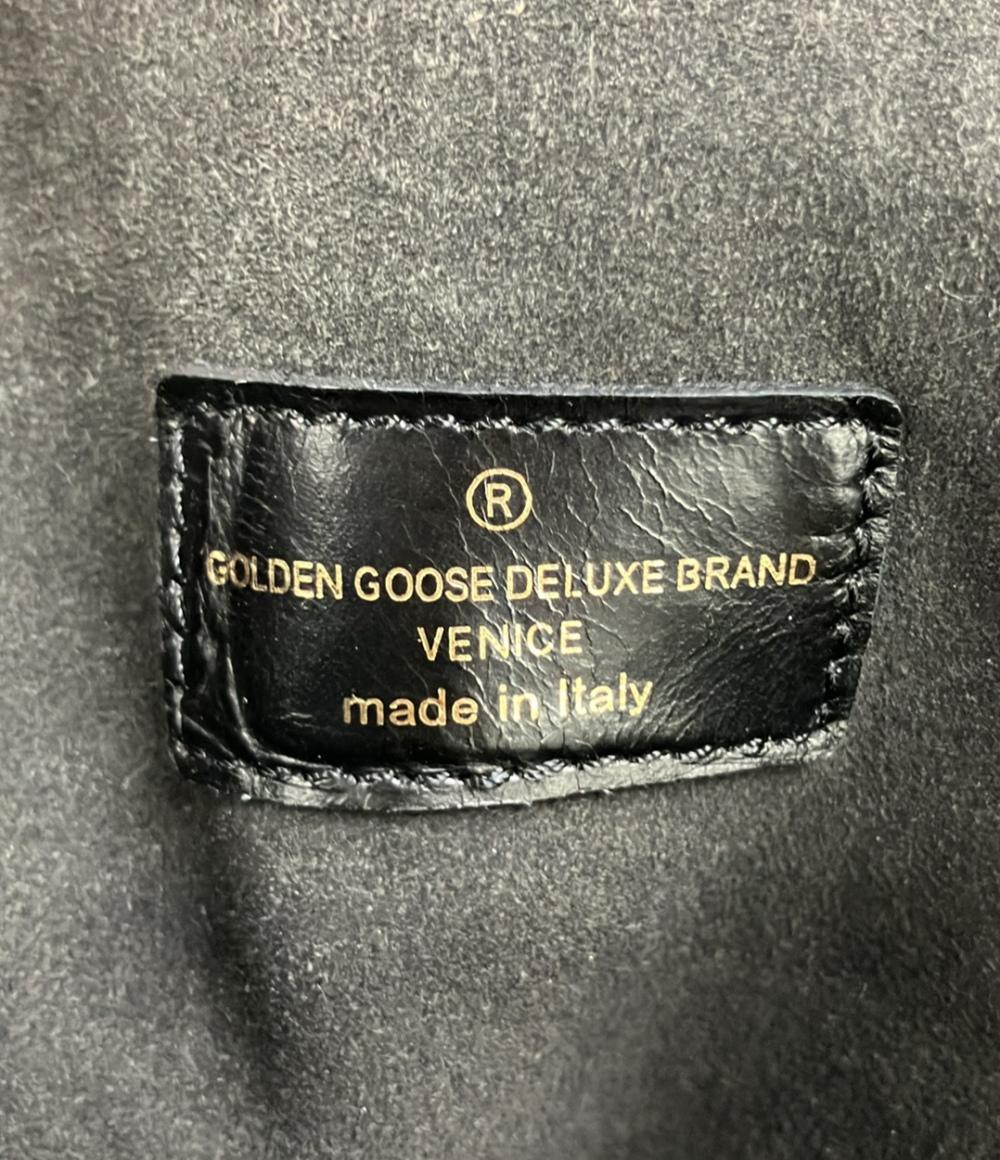 ®
GOLDEN GOOSE DELUXE BRAND
VENICE
made in Italy